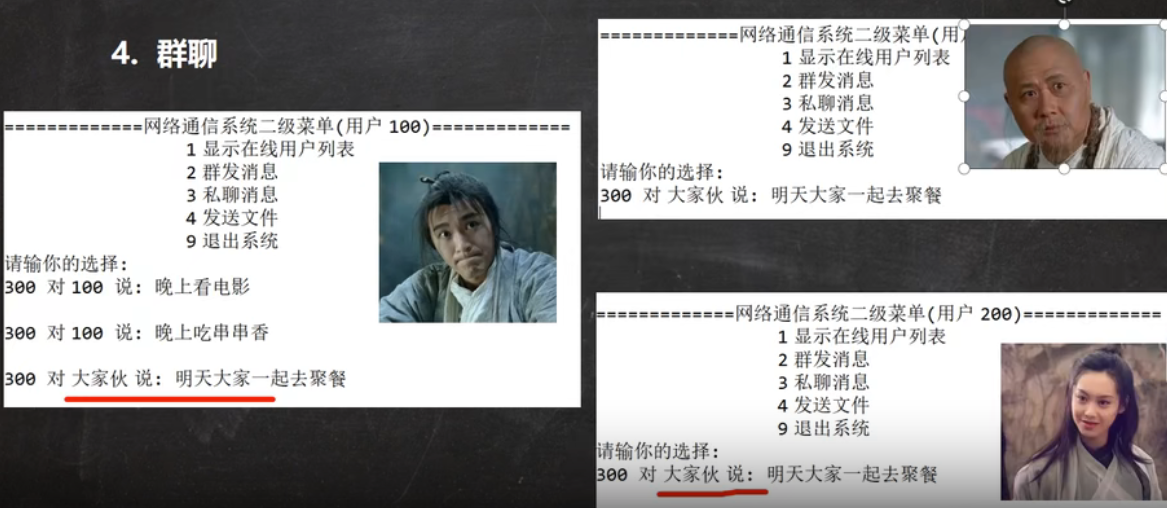 4. 群聊
=============网络通信系统二级菜单(用户 100)=============
1 显示在线用户列表
2 群发消息
3 私聊消息
4 发送文件
9 退出系统
请输你的选择:
300 对 100 说: 晚上看电影
300 对 100 说: 晚上吃串串香
300 对 大家伙 说: 明天大家一起去聚餐
=============网络通信系统二级菜单(用
1 显示在线用户列表
2 群发消息
3 私聊消息
4 发送文件
9 退出系统
请输你的选择:
300 对 大家伙 说: 明天大家一起去聚餐
=============网络通信系统二级菜单(用户 200)=============
1 显示在线用户列表
2 群发消息
3 私聊消息
4 发送文件
9 退出系统
请输你的选择:
300 对 大家伙 说: 明天大家一起去聚餐